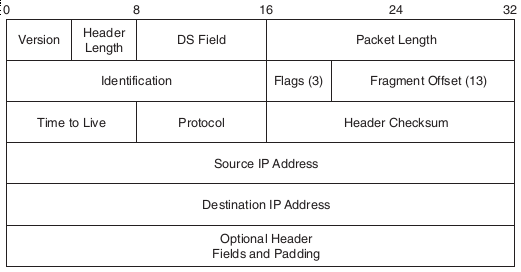 0 8 16 24 32
Version Header Length DS Field Packet Length
Identification Flags (3) Fragment Offset (13)
Time to Live Protocol Header Checksum
Source IP Address
Destination IP Address
Optional Header
Fields and Padding